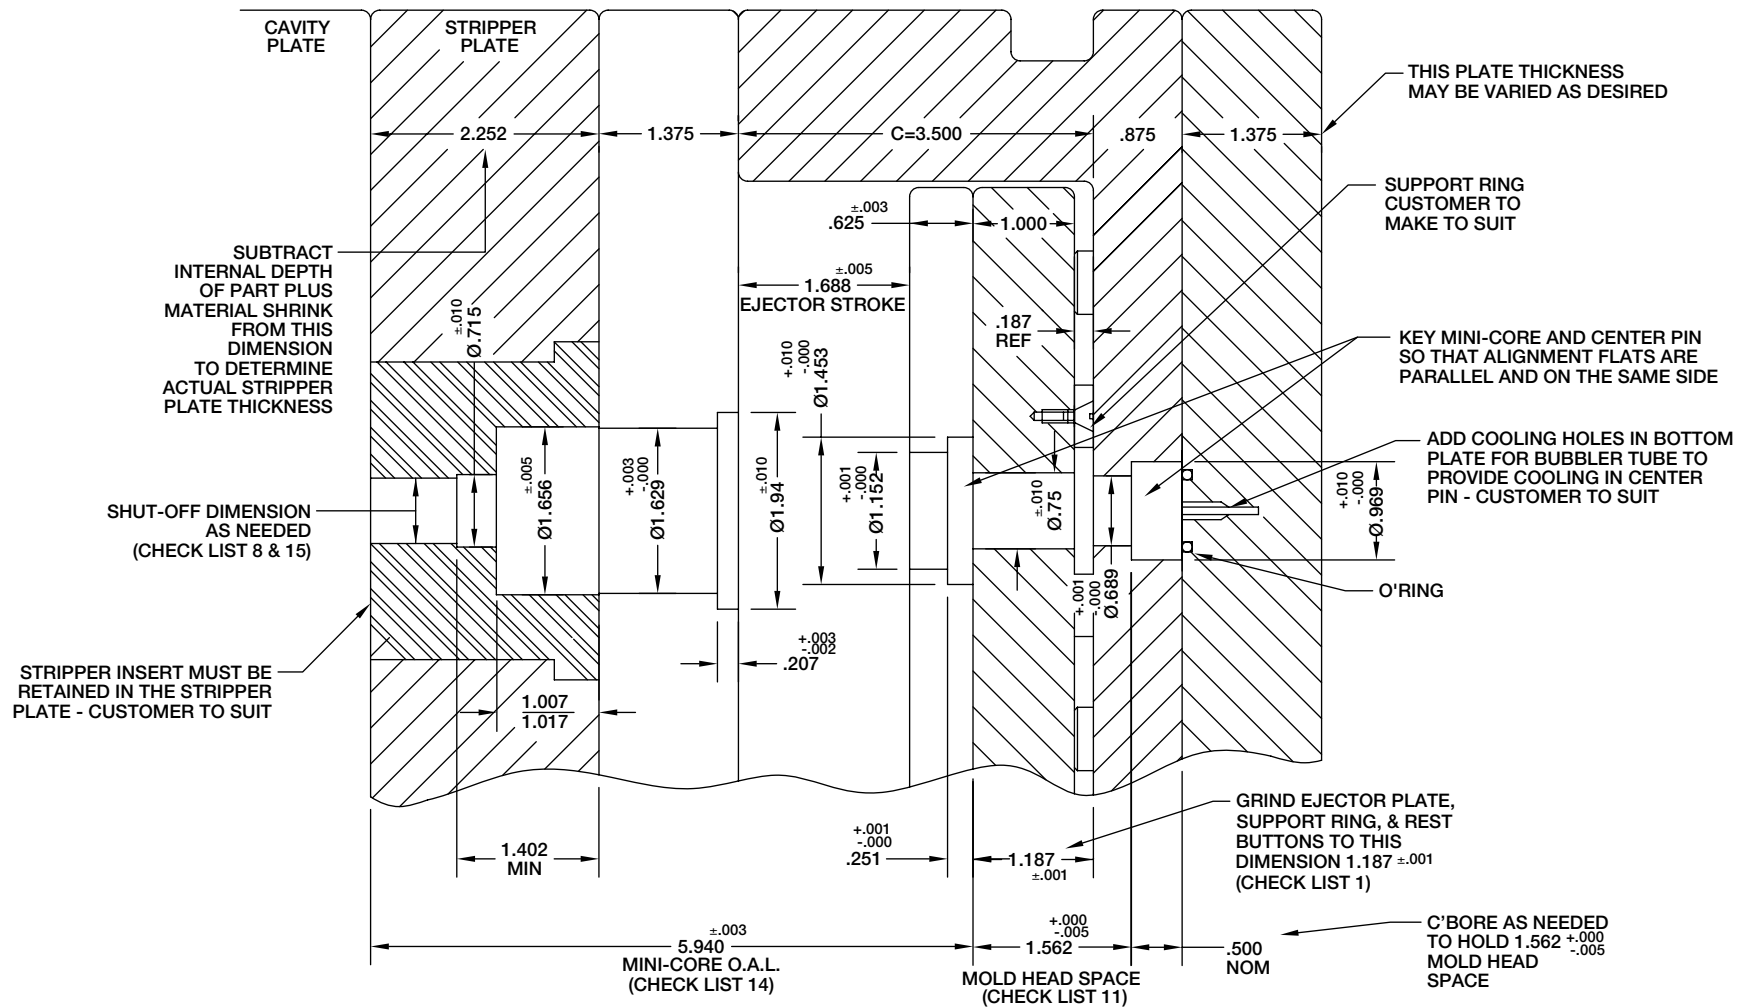 CAVITY
PLATE
STRIPPER
PLATE
THIS PLATE THICKNESS
MAY BE VARIED AS DESIRED
2.252
1.375
C=3.500
.875
1.375
SUPPORT RING
CUSTOMER TO
MAKE TO SUIT
±.003
.625
1.000
SUBTRACT
INTERNAL DEPTH
OF PART PLUS
MATERIAL SHRINK
FROM THIS
DIMENSION
TO DETERMINE
ACTUAL STRIPPER
PLATE THICKNESS
±.010
Ø.715
±.005
1.688
EJECTOR STROKE
.187
REF
+.010
-.000
Ø1.453
KEY MINI-CORE AND CENTER PIN
SO THAT ALIGNMENT FLATS ARE
PARALLEL AND ON THE SAME SIDE
ADD COOLING HOLES IN BOTTOM
PLATE FOR BUBBLER TUBE TO
PROVIDE COOLING IN CENTER
PIN - CUSTOMER TO SUIT
SHUT-OFF DIMENSION
AS NEEDED
(CHECK LIST 8 & 15)
±.005
Ø1.656
+.003
-.000
Ø1.629
±.010
Ø1.94
+.001
-.000
Ø1.152
±.010
Ø.75
+.001
-.000
Ø.689
+.010
-.000
Ø.969
O'RING
+.003
-.002
.207
STRIPPER INSERT MUST BE
RETAINED IN THE STRIPPER
PLATE - CUSTOMER TO SUIT
1.007
1.017
1.402
MIN
+.001
-.000
.251
1.187
±.001
GRIND EJECTOR PLATE,
SUPPORT RING, & REST
BUTTONS TO THIS
DIMENSION 1.187 ±.001
(CHECK LIST 1)
±.003
5.940
MINI-CORE O.A.L.
(CHECK LIST 14)
+.000
-.005
1.562
MOLD HEAD SPACE
(CHECK LIST 11)
.500
NOM
C'BORE AS NEEDED
TO HOLD 1.562 +.000 -.005
MOLD HEAD
SPACE